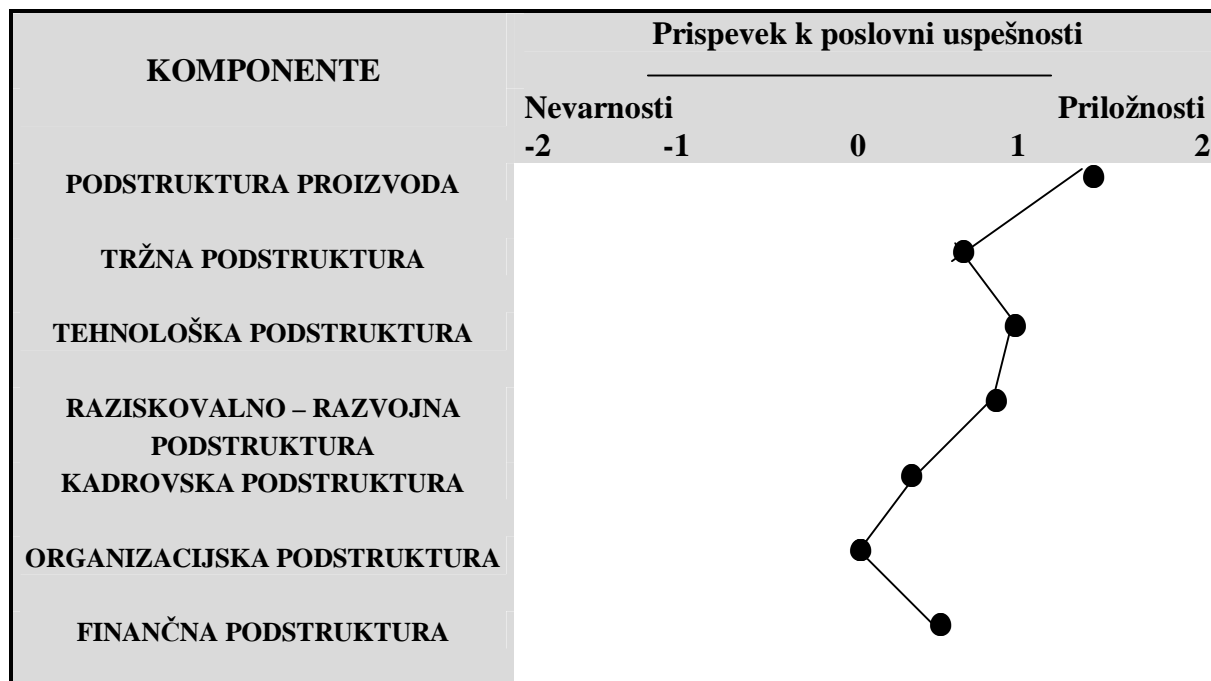 KOMPONENTE
Prispevek k poslovni uspešnosti
Nevarnosti Priložnosti
-2 -1 0 1 2
PODSTRUKTURA PROIZVODA
TRŽNA PODSTRUKTURA
TEHNOLOŠKA PODSTRUKTURA
RAZISKOVALNO – RAZVOJNA
PODSTRUKTURA
KADROVSKA PODSTRUKTURA
ORGANIZACIJSKA PODSTRUKTURA
FINANČNA PODSTRUKTURA